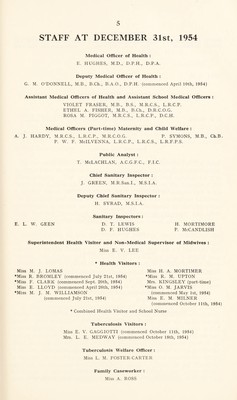 5
STAFF AT DECEMBER 31st, 1954
Medical Officer of Health :
E. HUGHES, M.D., D.P.H., D.P.A.
Deputy Medical Officer of Health :
G. M. O'DONNELL, M.B., B.Ch., B.A.O., D.P.H. (commenced April 10th, 1954)
Assistant Medical Officers of Health and Assistant School Medical Officers :
VIOLET FRASER, M.B., B.S., M.R.C.S., L.R.C.P.
ETHEL A. FISHER, M.B., B.Ch., D.R.C.O.G.
ROSA M. PIGGOT, M.R.C.S., L.R.C.P., D.C.H.
Medical Officers (Part-time) Maternity and Child Welfare :
A. J. HARDY, M.R.C.S., L.R.C.P., M.R.C.O.G. P. SYMONS, M.B., Ch.B.
F. W. F. McILVENNA, L.R.C.P., L.R.C.S., L.R.F.P.S.
Public Analyst :
T. McLACHLAN, A.C.G.F.C., F.I.C.
Chief Sanitary Inspector :
J. GREEN, M.R.San.I., M.S.I.A.
Deputy Chief Sanitary Inspector :
H. SYRAD, M.S.I.A.
Sanitary Inspectors :
E. L. W. GEEN D. T. LEWIS H. MORTIMORE
D. F. HUGHES P. McCANDLISH
Superintendent Health Visitor and Non-Medical Supervisor of Midwives :
Miss E. V. LEE
* Health Visitors :
Miss M. J. LOMAS Miss H. A. MORTIMER
*Miss R. BROMLEY (commenced July 21st, 1954) *Miss R. M. UPTON
*Miss F. CLARK (commenced Sept. 29th, 1954) Mrs. KINGSLEY (part-time)
*Miss E. LLOYD (commenced April 26th, 1954) *Miss O. M. JARVIS
*Miss M. J. M. WILLIAMSON (commenced May 1st, 1954)
(commenced July 21st, 1954) Miss E. M. MILNER
(commenced October 11th, 1954)
* Combined Health Visitor and School Nurse
Tuberculosis Visitors :
Miss E. V. GAGGIOTTI (commenced October 11th, 1954)
Mrs. L. E. MEDWAY (commenced October 18th, 1954)
Tuberculosis Welfare Officer :
Miss L. M. FOSTER-CARTER
Family Caseworker :
Miss A. ROSS